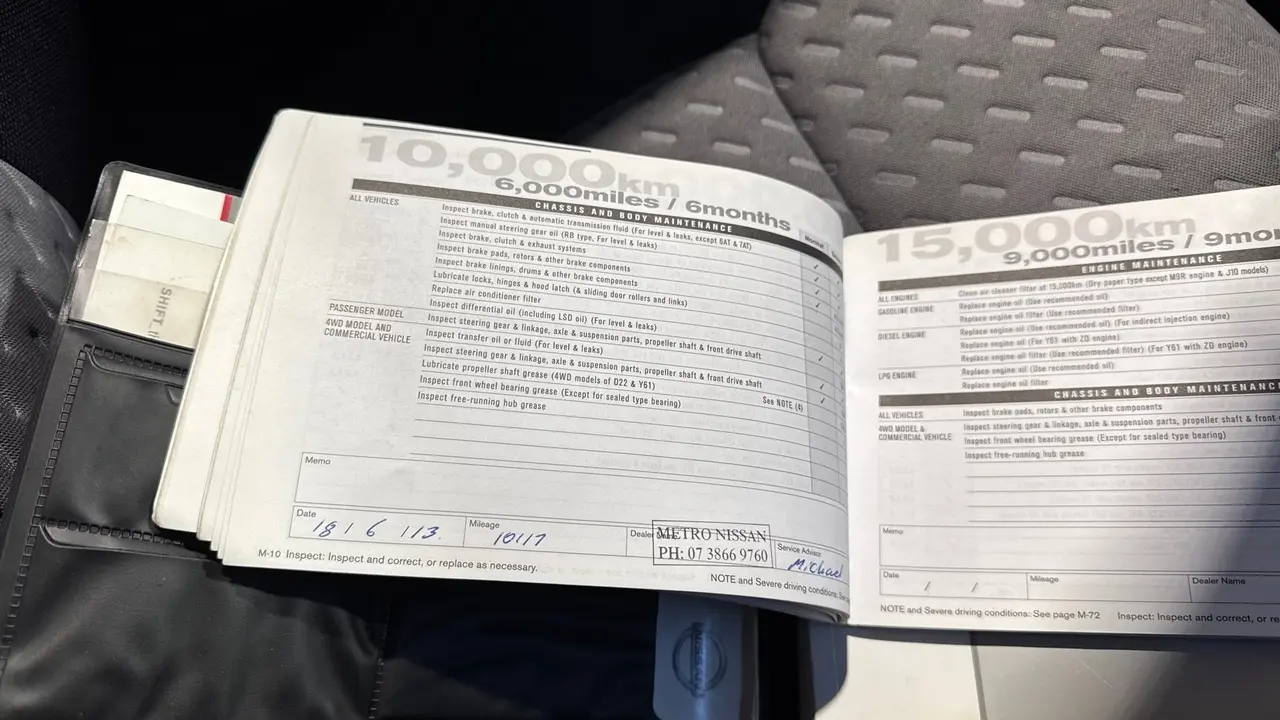 SHIFT_
10,000km
6,000miles / 6months
CHASSIS AND BODY MAINTENANCE
Normal
ALL VEHICLES
Inspect brake, clutch & automatic transmission fluid (For level & leaks, except 6AT & 7AT)
Inspect manual steering gear oil (RB type, For level & leaks)
Inspect brake, clutch & exhaust systems
Inspect brake pads, rotors & other brake components
Inspect brake linings, drums & other brake components
Lubricate locks, hinges & hood latch (& sliding door rollers and links)
Replace air conditioner filter
Inspect differential oil (including LSD oil) (For level & leaks)
PASSENGER MODEL
Inspect steering gear & linkage, axle & suspension parts, propeller shaft & front drive shaft
4WD MODEL AND
COMMERCIAL VEHICLE
Inspect transfer oil or fluid (For level & leaks)
Inspect steering gear & linkage, axle & suspension parts, propeller shaft & front drive shaft
Lubricate propeller shaft grease (4WD models of D22 & Y61)
Inspect front wheel bearing grease (Except for sealed type bearing) See NOTE (4)
Inspect free-running hub grease
Memo
Date
18 / 6 / 13.
Mileage
10117
Dealer
METRO NISSAN
PH: 07 3866 9760
Service Advisor
Michael
M-10 Inspect: Inspect and correct, or replace as necessary.
NOTE and Severe driving conditions:
15,000km
9,000miles / 9mo
ENGINE MAINTENANCE
ALL ENGINES
Clean air cleaner filter at 15,000km (Dry paper type except M9R engine & J10 models)
GASOLINE ENGINE
Replace engine oil (Use recommended oil)
Replace engine oil filter (Use recommended filter)
DIESEL ENGINE
Replace engine oil (Use recommended oil) (For indirect injection engine)
Replace engine oil (For Y61 with ZD engine)
Replace engine oil filter (Use recommended filter) (For Y61 with ZD engine)
LPG ENGINE
Replace engine oil (Use recommended oil)
Replace engine oil filter
CHASSIS AND BODY MAINTENANC
ALL VEHICLES
Inspect brake pads, rotors & other brake components
4WD MODEL &
COMMERCIAL VEHICLE
Inspect steering gear & linkage, axle & suspension parts, propeller shaft & front
Inspect front wheel bearing grease (Except for sealed type bearing)
Inspect free-running hub grease
Memo
Date
/ /
Mileage
Dealer Name
NOTE and Severe driving conditions: See page M-72 Inspect: Inspect and correct, or re
NISSAN